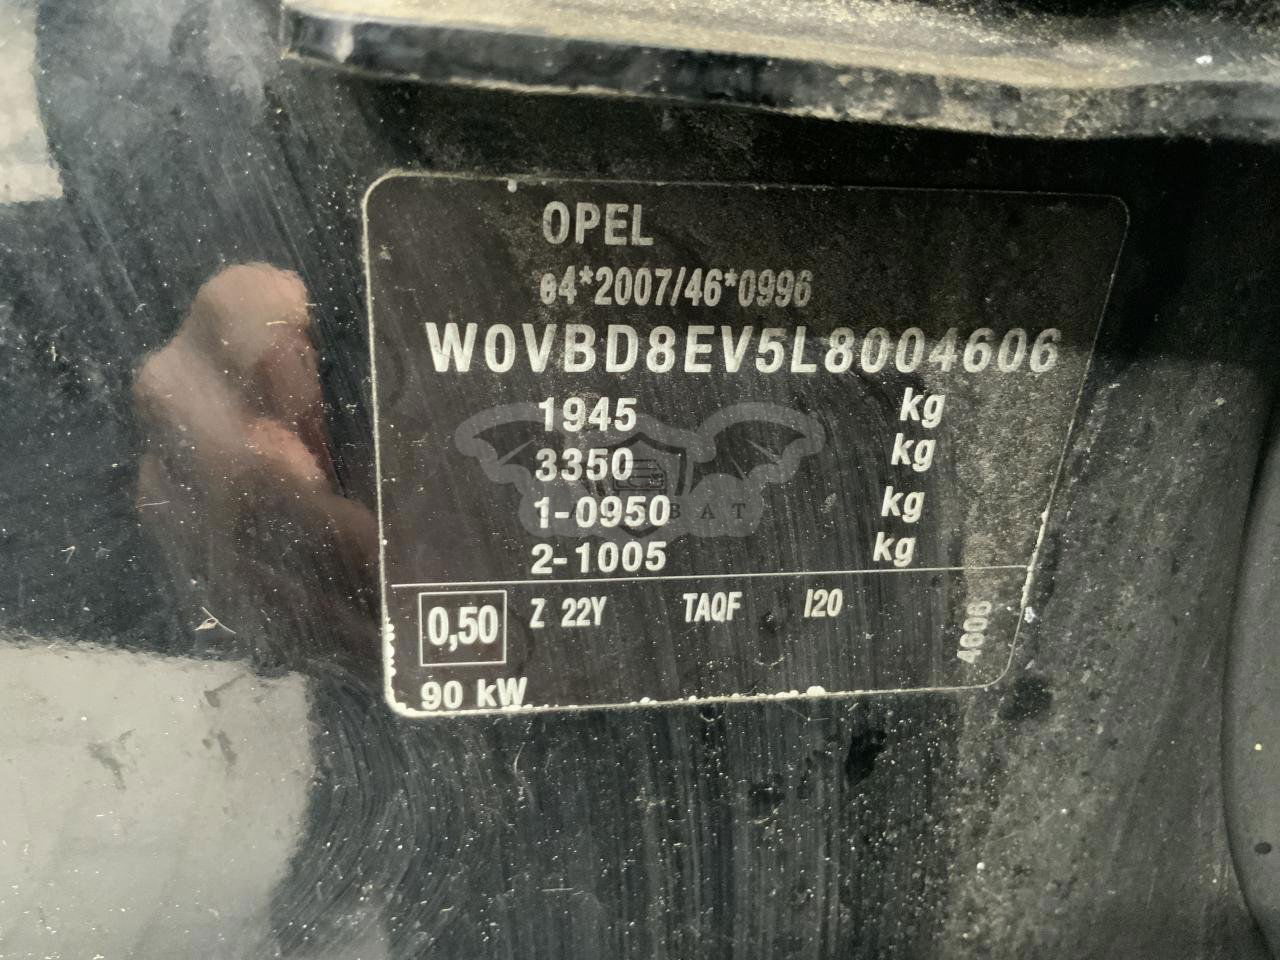 OPEL
e4*2007/46*0996
W0VBD8EV5L8004606
1945 kg
3350 kg
1-0950 kg
2-1005 kg
0,50 Z 22Y TAQF I20
4606
90 kW